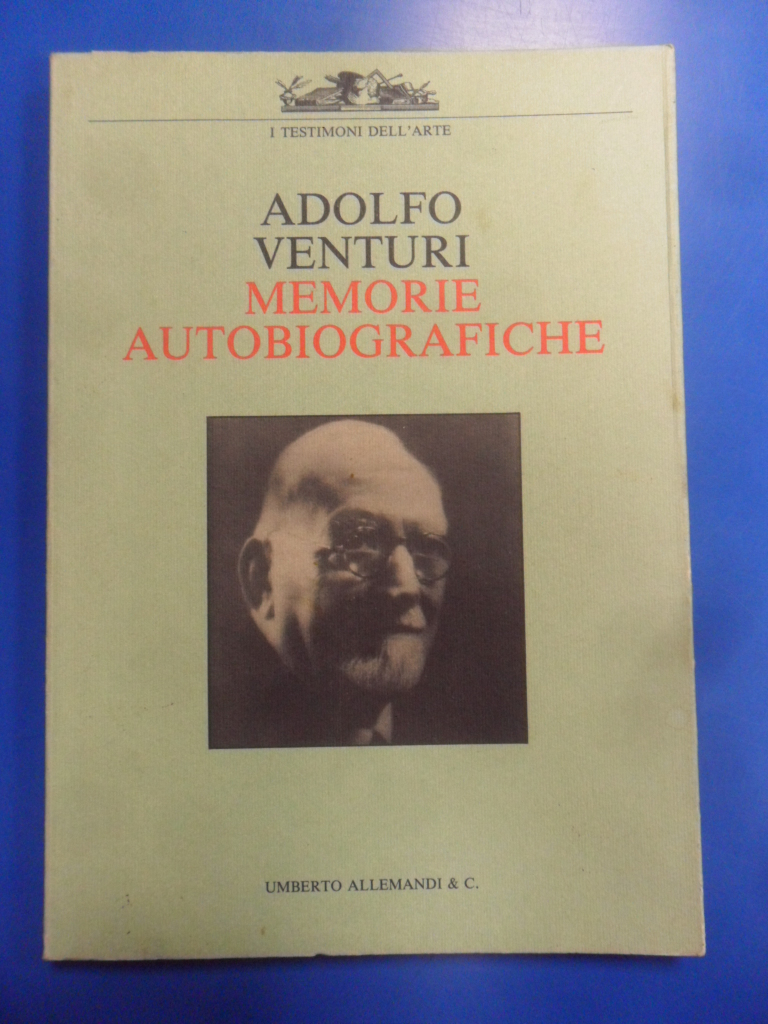 I TESTIMONI DELL'ARTE
ADOLFO
VENTURI
MEMORIE
AUTOBIOGRAFICHE
UMBERTO ALLEMANDI & C.